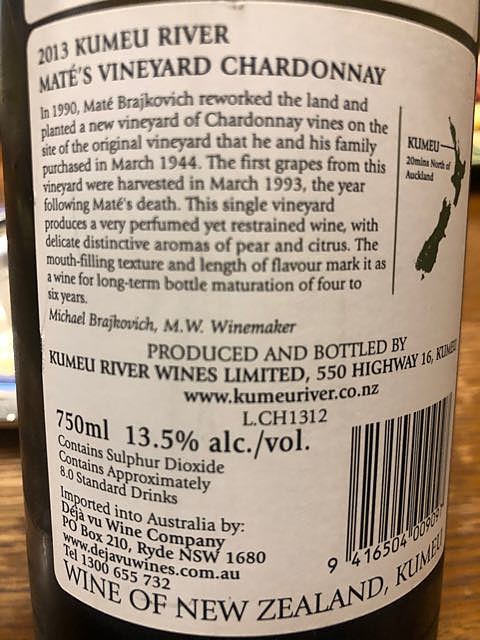 2013 KUMEU RIVER
MATÉ'S VINEYARD CHARDONNAY
In 1990, Maté Brajkovich reworked the land and
planted a new vineyard of Chardonnay vines on the
site of the original vineyard that he and his family
purchased in March 1944. The first grapes from this
vineyard were harvested in March 1993, the year
following Maté's death. This single vineyard
produces a very perfumed yet restrained wine, with
delicate distinctive aromas of pear and citrus. The
mouth-filling texture and length of flavour mark it as
a wine for long-term bottle maturation of four to
six years.
KUMEU
20mins North of
Auckland
Michael Brajkovich, M.W. Winemaker
PRODUCED AND BOTTLED BY
KUMEU RIVER WINES LIMITED, 550 HIGHWAY 16, KUMEU
www.kumeuriver.co.nz
L.CH1312
750ml 13.5% alc./vol.
Contains Sulphur Dioxide
Contains Approximately
8.0 Standard Drinks
Imported into Australia by:
Déjà vu Wine Company
PO Box 210, Ryde NSW 1680
www.dejavuwines.com.au
Tel 1300 655 732
9 416504 00909
WINE OF NEW ZEALAND, KUMEU